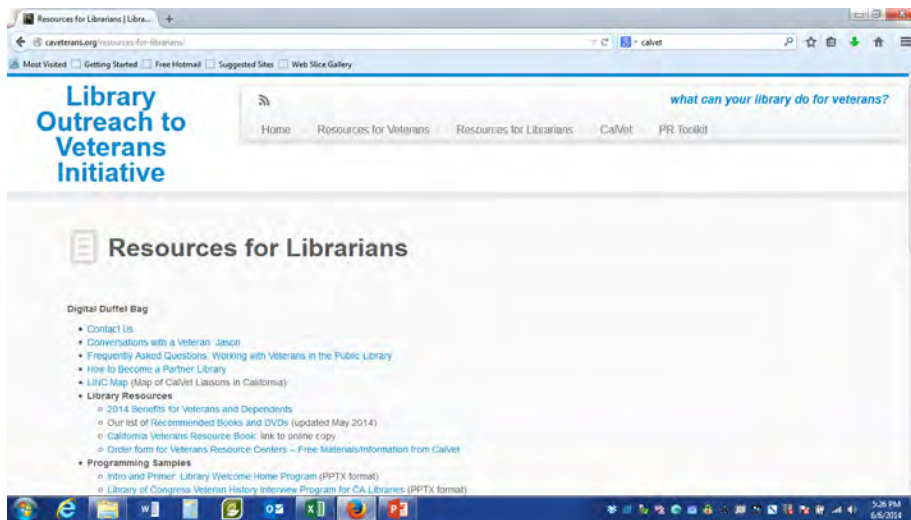 Resources for Librarians | Libra...
caveterans.org/resources-for-librarians/
calvet
Most Visited Getting Started Free Hotmail Suggested Sites Web Slice Gallery
Library Outreach to Veterans Initiative
what can your library do for veterans?
Home Resources for Veterans Resources for Librarians CalVet PR Toolkit
Resources for Librarians
Digital Duffel Bag
• Contact Us
• Conversations with a Veteran: Jason
• Frequently Asked Questions: Working with Veterans in the Public Library
• How to Become a Partner Library
• LINC Map (Map of CalVet Liaisons in California)
• Library Resources
o 2014 Benefits for Veterans and Dependents
o Our list of Recommended Books and DVDs (updated May 2014)
o California Veterans Resource Book: link to online copy
o Order form for Veterans Resource Centers – Free Materials/Information from CalVet
• Programming Samples
o Intro and Primer: Library Welcome Home Program (PPTX format)
o Library of Congress Veteran History Interview Program for CA Libraries (PPTX format)
5:26 PM
6/6/2014